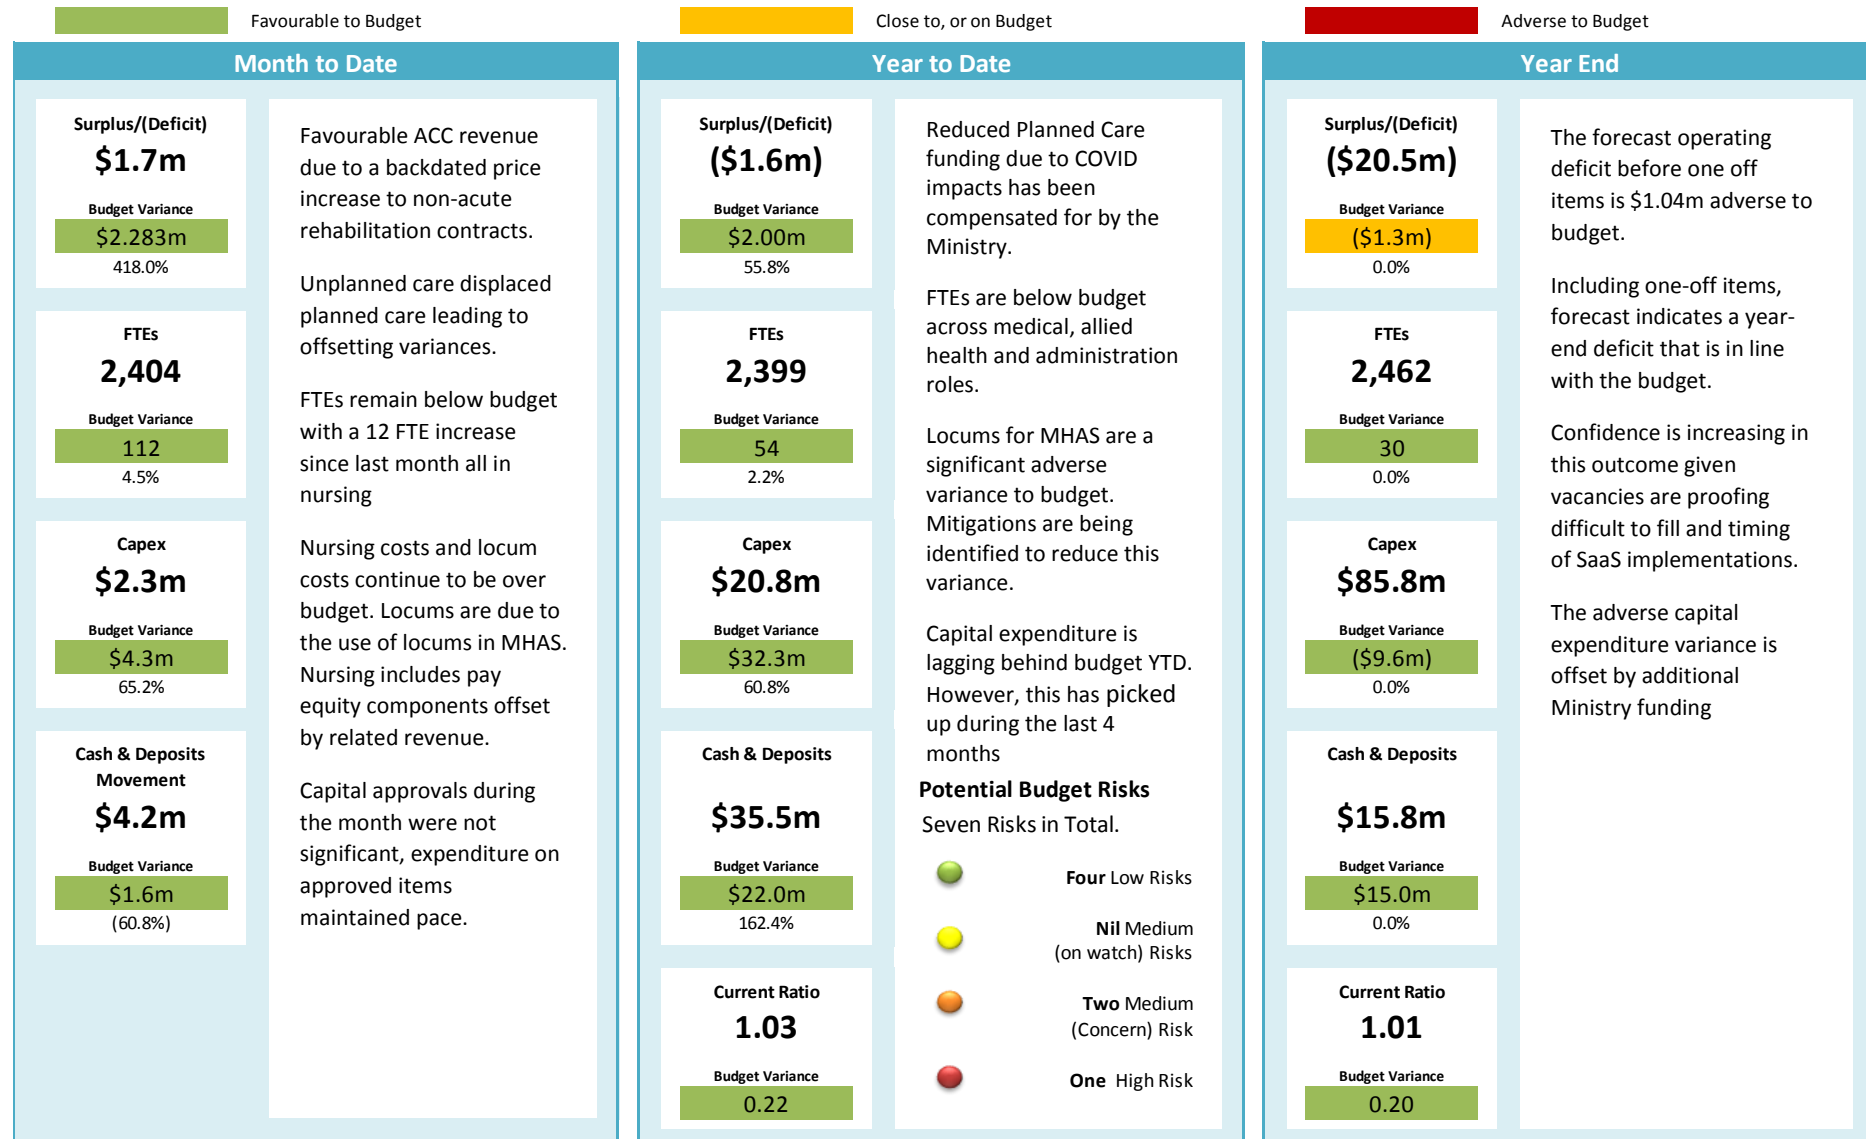 Favourable to Budget
Close to, or on Budget
Adverse to Budget
Month to Date
Surplus/(Deficit)
$1.7m
Budget Variance
$2.283m
418.0%
FTEs
2,404
Budget Variance
112
4.5%
Capex
$2.3m
Budget Variance
$4.3m
65.2%
Cash & Deposits
Movement
$4.2m
Budget Variance
$1.6m
(60.8%)
Favourable ACC revenue
due to a backdated price
increase to non-acute
rehabilitation contracts.
Unplanned care displaced
planned care leading to
offsetting variances.
FTEs remain below budget
with a 12 FTE increase
since last month all in
nursing
Nursing costs and locum
costs continue to be over
budget. Locums are due to
the use of locums in MHAS.
Nursing includes pay
equity components offset
by related revenue.
Capital approvals during
the month were not
significant, expenditure on
approved items
maintained pace.
Year to Date
Surplus/(Deficit)
($1.6m)
Budget Variance
$2.00m
55.8%
FTEs
2,399
Budget Variance
54
2.2%
Capex
$20.8m
Budget Variance
$32.3m
60.8%
Cash & Deposits
$35.5m
Budget Variance
$22.0m
162.4%
Current Ratio
1.03
Budget Variance
0.22
Reduced Planned Care
funding due to COVID
impacts has been
compensated for by the
Ministry.
FTEs are below budget
across medical, allied
health and administration
roles.
Locums for MHAS are a
significant adverse
variance to budget.
Mitigations are being
identified to reduce this
variance.
Capital expenditure is
lagging behind budget YTD.
However, this has picked
up during the last 4
months
Potential Budget Risks
Seven Risks in Total.
Four Low Risks
Nil Medium
(on watch) Risks
Two Medium
(Concern) Risk
One High Risk
Year End
Surplus/(Deficit)
($20.5m)
Budget Variance
($1.3m)
0.0%
FTEs
2,462
Budget Variance
30
0.0%
Capex
$85.8m
Budget Variance
($9.6m)
0.0%
Cash & Deposits
$15.8m
Budget Variance
$15.0m
0.0%
Current Ratio
1.01
Budget Variance
0.20
The forecast operating
deficit before one off
items is $1.04m adverse to
budget.
Including one-off items,
forecast indicates a year-
end deficit that is in line
with the budget.
Confidence is increasing in
this outcome given
vacancies are proofing
difficult to fill and timing
of SaaS implementations.
The adverse capital
expenditure variance is
offset by additional
Ministry funding